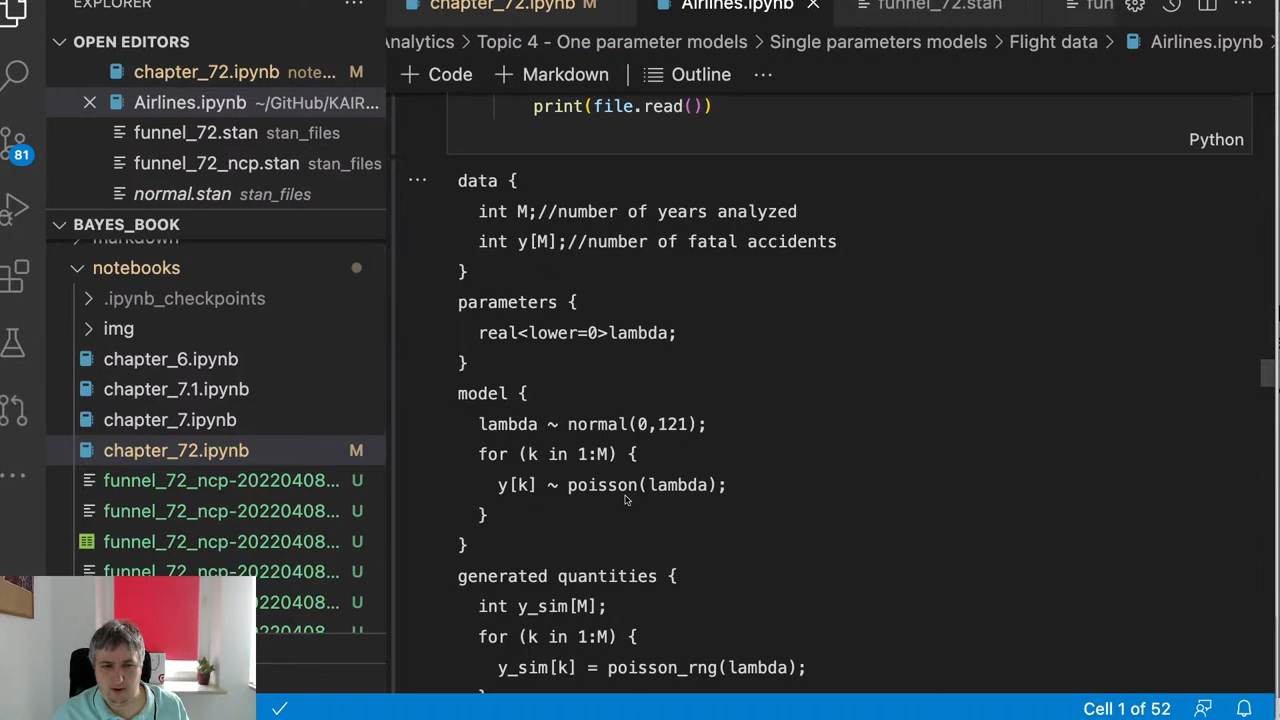 EXPLORER
...
chapter_72.ipynb M
Airlines.ipynb
funnel_72.stan
fun
OPEN EDITORS
chapter_72.ipynb note... M
Airlines.ipynb ~/GitHub/KAIR...
funnel_72.stan stan_files
funnel_72_ncp.stan stan_files
normal.stan stan_files
81
BAYES_BOOK
markdown
notebooks
.ipynb_checkpoints
img
chapter_6.ipynb
chapter_7.1.ipynb
chapter_7.ipynb
chapter_72.ipynb M
funnel_72_ncp-20220408... U
funnel_72_ncp-20220408... U
funnel_72_ncp-20220408... U
funnel_72_ncp-20220408... U
funnel_72_ncp-20220408... U
Analytics > Topic 4 - One parameter models > Single parameters models > Flight data > Airlines.ipynb
+ Code + Markdown Outline ...
print(file.read())
Python
...
data {
int M;//number of years analyzed
int y[M];//number of fatal accidents
}
parameters {
real<lower=0>lambda;
}
model {
lambda ~ normal(0,121);
for (k in 1:M) {
y[k] ~ poisson(lambda);
}
}
generated quantities {
int y_sim[M];
for (k in 1:M) {
y_sim[k] = poisson_rng(lambda);
Cell 1 of 52